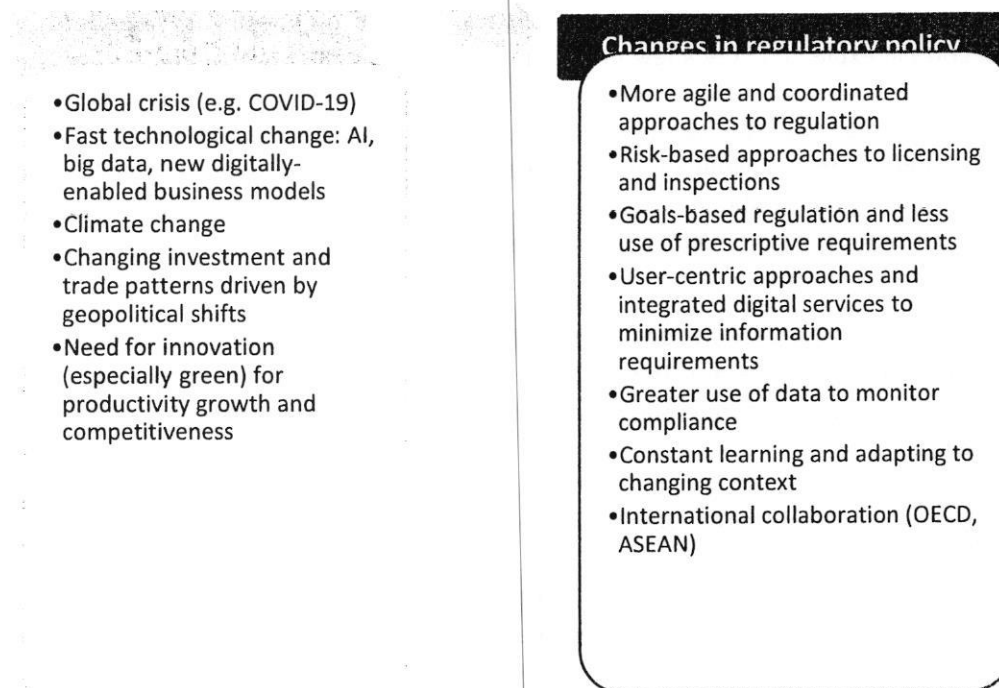 •Global crisis (e.g. COVID-19)
•Fast technological change: AI,
big data, new digitally-
enabled business models
•Climate change
•Changing investment and
trade patterns driven by
geopolitical shifts
•Need for innovation
(especially green) for
productivity growth and
competitiveness
Changes in regulatory policy
•More agile and coordinated
approaches to regulation
•Risk-based approaches to licensing
and inspections
•Goals-based regulation and less
use of prescriptive requirements
•User-centric approaches and
integrated digital services to
minimize information
requirements
•Greater use of data to monitor
compliance
•Constant learning and adapting to
changing context
•International collaboration (OECD,
ASEAN)